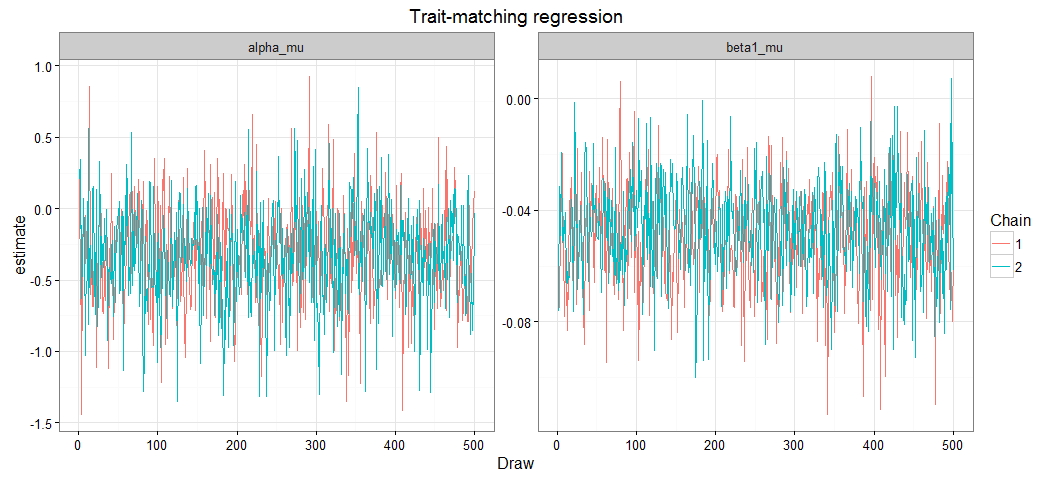 Trait-matching regression
alpha_mu
beta1_mu
estimate
1.0
0.5
0.0
-0.5
-1.0
-1.5
0.00
-0.04
-0.08
0 100 200 300 400 500
0 100 200 300 400 500
Draw
Chain
1
2